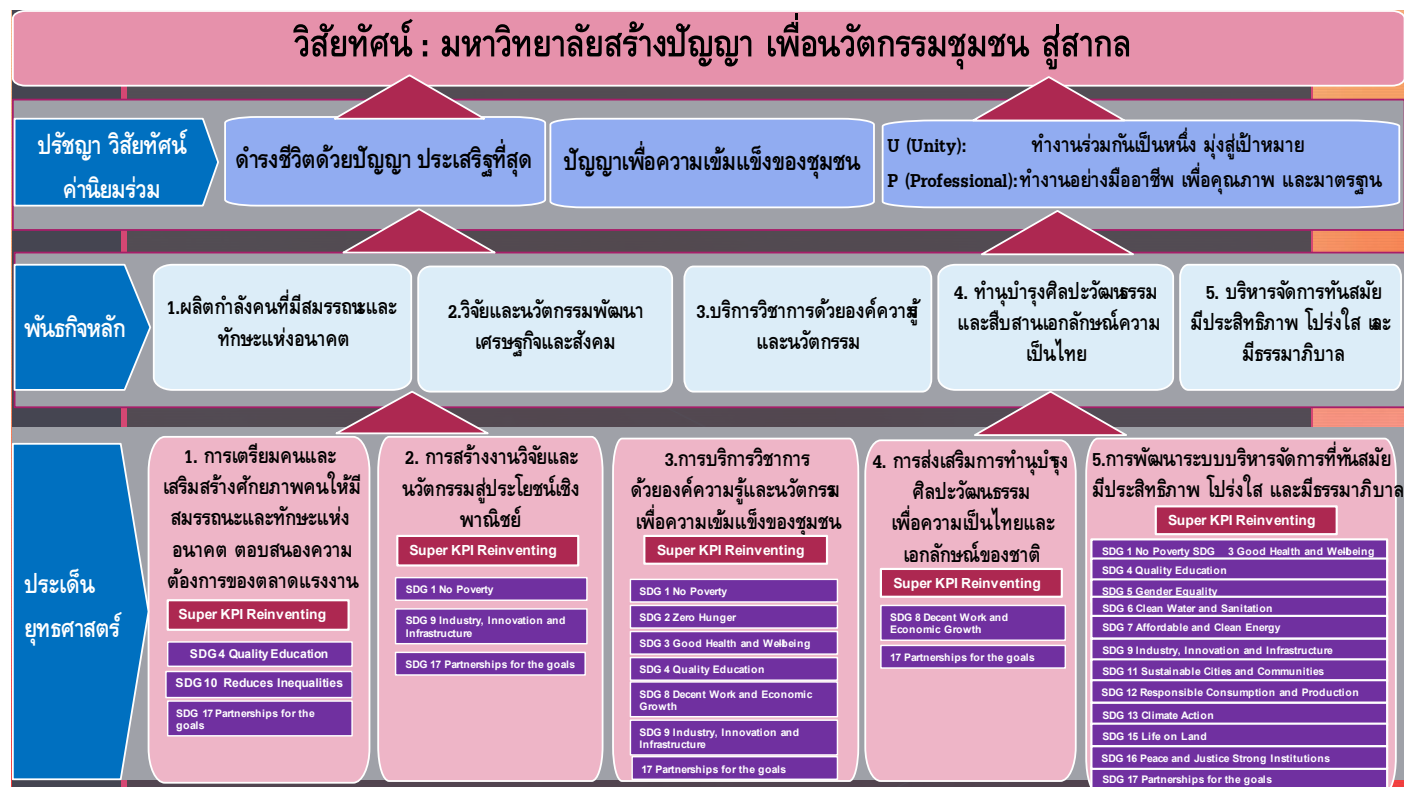 วิสัยทัศน์ : มหาวิทยาลัยสร้างปัญญา เพื่อนวัตกรรมชุมชน สู่สากล
ปรัชญา วิสัยทัศน์
ค่านิยมร่วม
ดำรงชีวิตด้วยปัญญา ประเสริฐที่สุด
ปัญญาเพื่อความเข้มแข็งของชุมชน
U (Unity): ทำงานร่วมกันเป็นหนึ่ง มุ่งสู่เป้าหมาย
P (Professional):ทำงานอย่างมืออาชีพ เพื่อคุณภาพ และมาตรฐาน
พันธกิจหลัก
1.ผลิตกำลังคนที่มีสมรรถนะและ
ทักษะแห่งอนาคต
2.วิจัยและนวัตกรรมพัฒนา
เศรษฐกิจและสังคม
3.บริการวิชาการด้วยองค์ความรู้
และนวัตกรรม
4. ทำนุบำรุงศิลปะวัฒนธรรม
และสืบสานเอกลักษณ์ความ
เป็นไทย
5. บริหารจัดการทันสมัย
มีประสิทธิภาพ โปร่งใส และ
มีธรรมาภิบาล
ประเด็น
ยุทธศาสตร์
1. การเตรียมคนและ
เสริมสร้างศักยภาพคนให้มี
สมรรถนะและทักษะแห่ง
อนาคต ตอบสนองความ
ต้องการของตลาดแรงงาน
Super KPI Reinventing
SDG 4 Quality Education
SDG 10 Reduces Inequalities
SDG 17 Partnerships for the
goals
2. การสร้างงานวิจัยและ
นวัตกรรมสู่ประโยชน์เชิง
พาณิชย์
Super KPI Reinventing
SDG 1 No Poverty
SDG 9 Industry, Innovation and
Infrastructure
SDG 17 Partnerships for the goals
3.การบริการวิชาการ
ด้วยองค์ความรู้และนวัตกรรม
เพื่อความเข้มแข็งของชุมชน
Super KPI Reinventing
SDG 1 No Poverty
SDG 2 Zero Hunger
SDG 3 Good Health and Wellbeing
SDG 4 Quality Education
SDG 8 Decent Work and Economic
Growth
SDG 9 Industry, Innovation and
Infrastructure
17 Partnerships for the goals
4. การส่งเสริมการทำนุบำรุง
ศิลปะวัฒนธรรม
เพื่อความเป็นไทยและ
เอกลักษณ์ของชาติ
Super KPI Reinventing
SDG 8 Decent Work and
Economic Growth
17 Partnerships for the goals
5.การพัฒนาระบบบริหารจัดการที่ทันสมัย
มีประสิทธิภาพ โปร่งใส และมีธรรมาภิบาล
Super KPI Reinventing
SDG 1 No Poverty SDG 3 Good Health and Wellbeing
SDG 4 Quality Education
SDG 5 Gender Equality
SDG 6 Clean Water and Sanitation
SDG 7 Affordable and Clean Energy
SDG 9 Industry, Innovation and Infrastructure
SDG 11 Sustainable Cities and Communities
SDG 12 Responsible Consumption and Production
SDG 13 Climate Action
SDG 15 Life on Land
SDG 16 Peace and Justice Strong Institutions
SDG 17 Partnerships for the goals